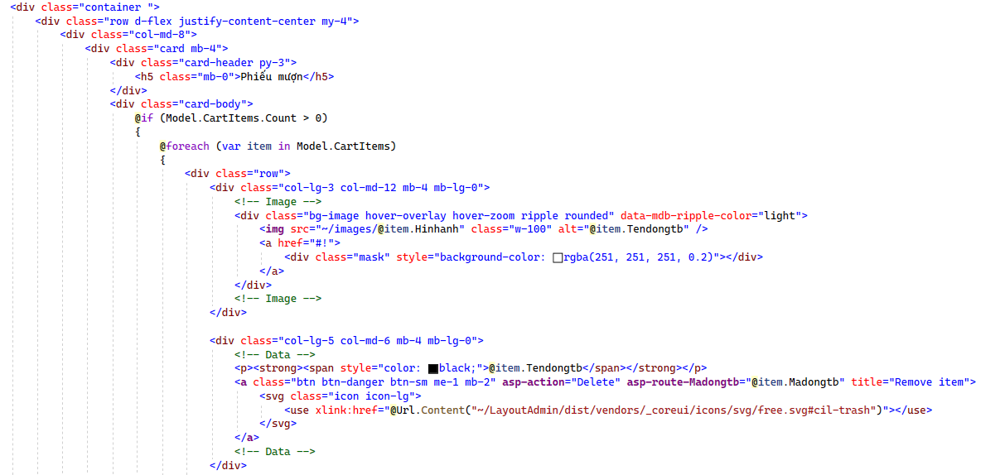 <div class="container ">
<div class="row d-flex justify-content-center my-4">
<div class="col-md-8">
<div class="card mb-4">
<div class="card-header py-3">
<h5 class="mb-0">Phiếu mượn</h5>
</div>
<div class="card-body">
@if (Model.CartItems.Count > 0)
{
@foreach (var item in Model.CartItems)
{
<div class="row">
<div class="col-lg-3 col-md-12 mb-4 mb-lg-0">
<!-- Image -->
<div class="bg-image hover-overlay hover-zoom ripple rounded" data-mdb-ripple-color="light">
<img src="~/images/@item.Hinhanh" class="w-100" alt="@item.Tendongtb" />
<a href="#!">
<div class="mask" style="background-color: rgba(251, 251, 251, 0.2)"></div>
</a>
</div>
<!-- Image -->
</div>
<div class="col-lg-5 col-md-6 mb-4 mb-lg-0">
<!-- Data -->
<p><strong><span style="color: black;">@item.Tendongtb</span></strong></p>
<a class="btn btn-danger btn-sm me-1 mb-2" asp-action="Delete" asp-route-Madongtb="@item.Madongtb" title="Remove item">
<svg class="icon icon-lg">
<use xlink:href="@Url.Content("~/LayoutAdmin/dist/vendors/_coreui/icons/svg/free.svg#cil-trash")"></use>
</svg>
</a>
<!-- Data -->
</div>